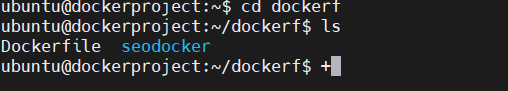 ubuntu@dockerproject:~$ cd dockerf
ubuntu@dockerproject:~/dockerf$ ls
Dockerfile  seodocker
ubuntu@dockerproject:~/dockerf$ +